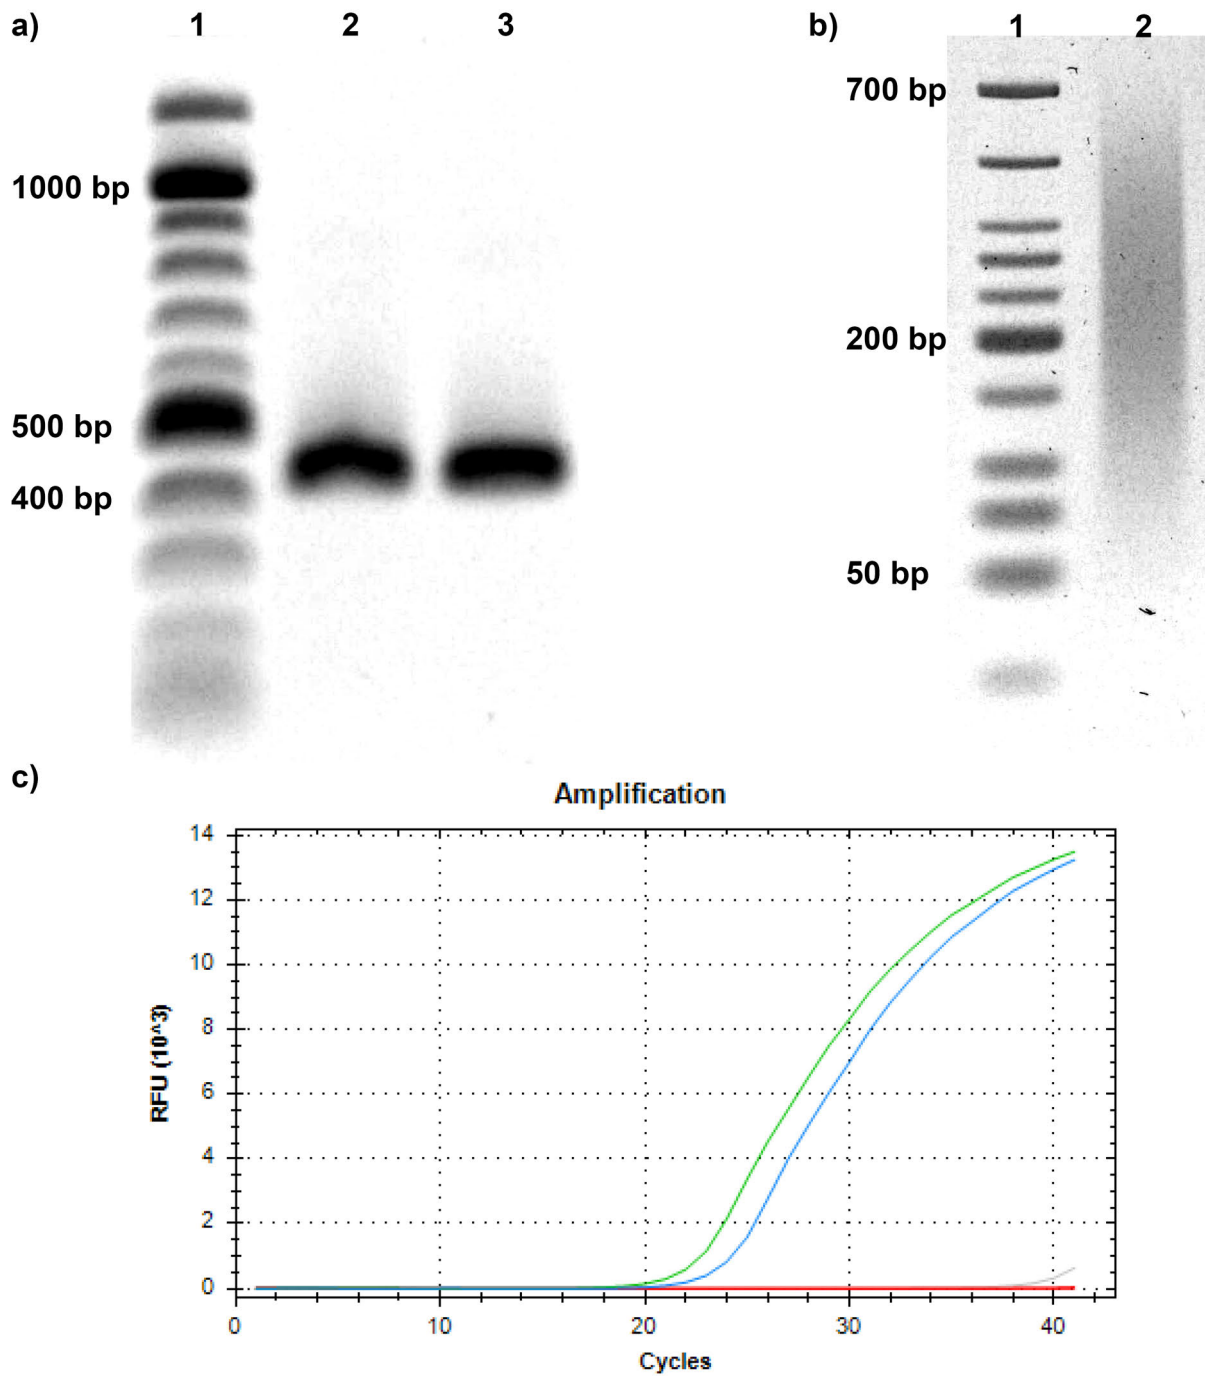 a) 1 2 3
1000 bp
500 bp
400 bp
b) 1 2
700 bp
200 bp
50 bp
c)
Amplification
14
12
10
8
6
4
2
0
RFU (10^3)
0 10 20 30 40
Cycles